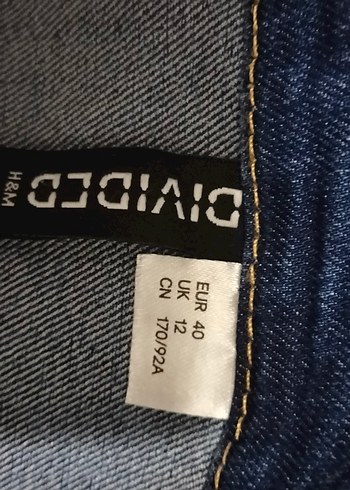 DIVIDED
H&M
EUR 40
UK 12
CN 170/92A